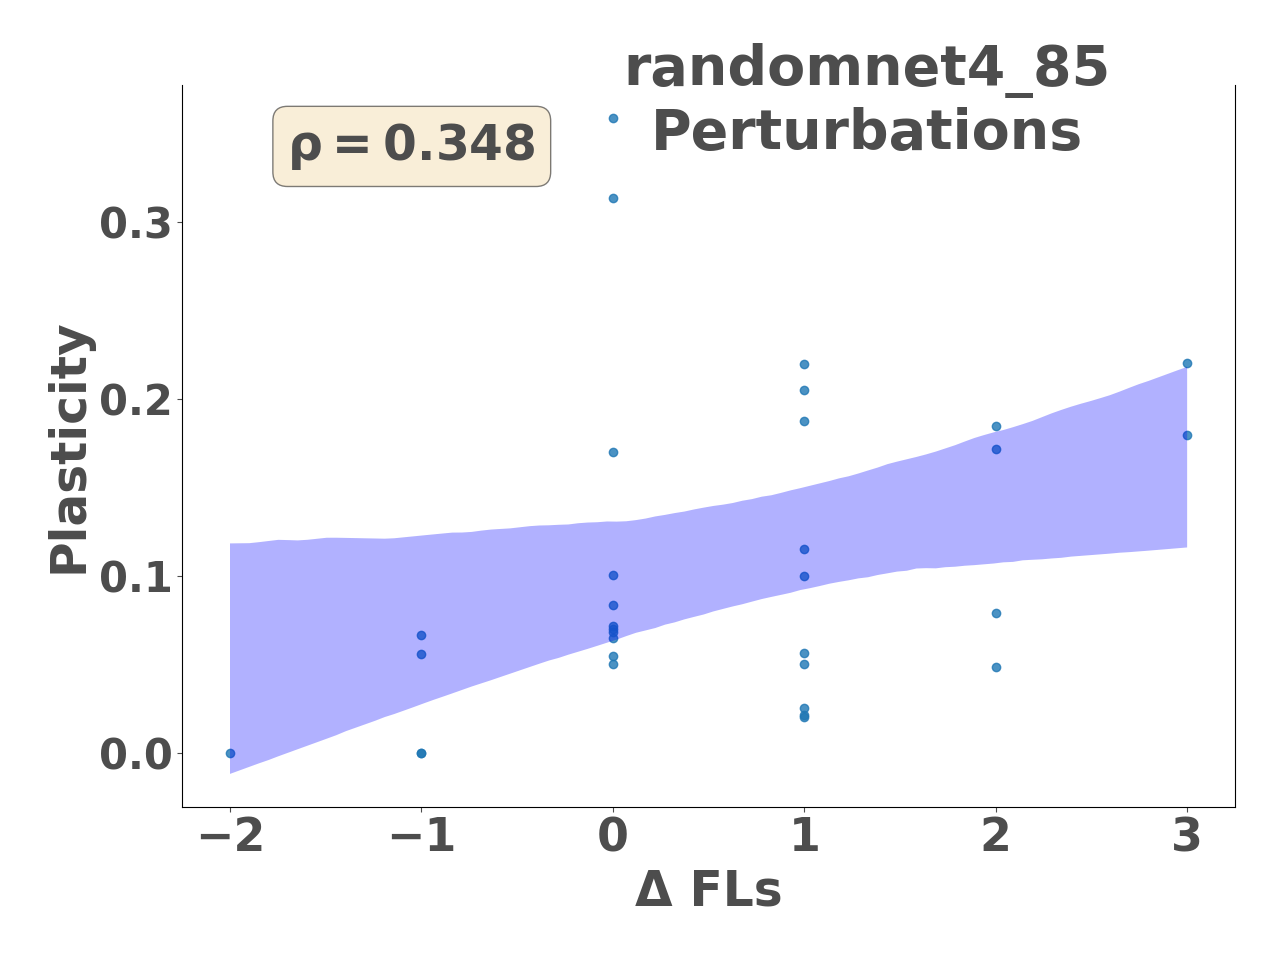 randomnet4_85
Perturbations
ρ = 0.348
Plasticity
0.3
0.2
0.1
0.0
−2 −1 0 1 2 3
Δ FLs